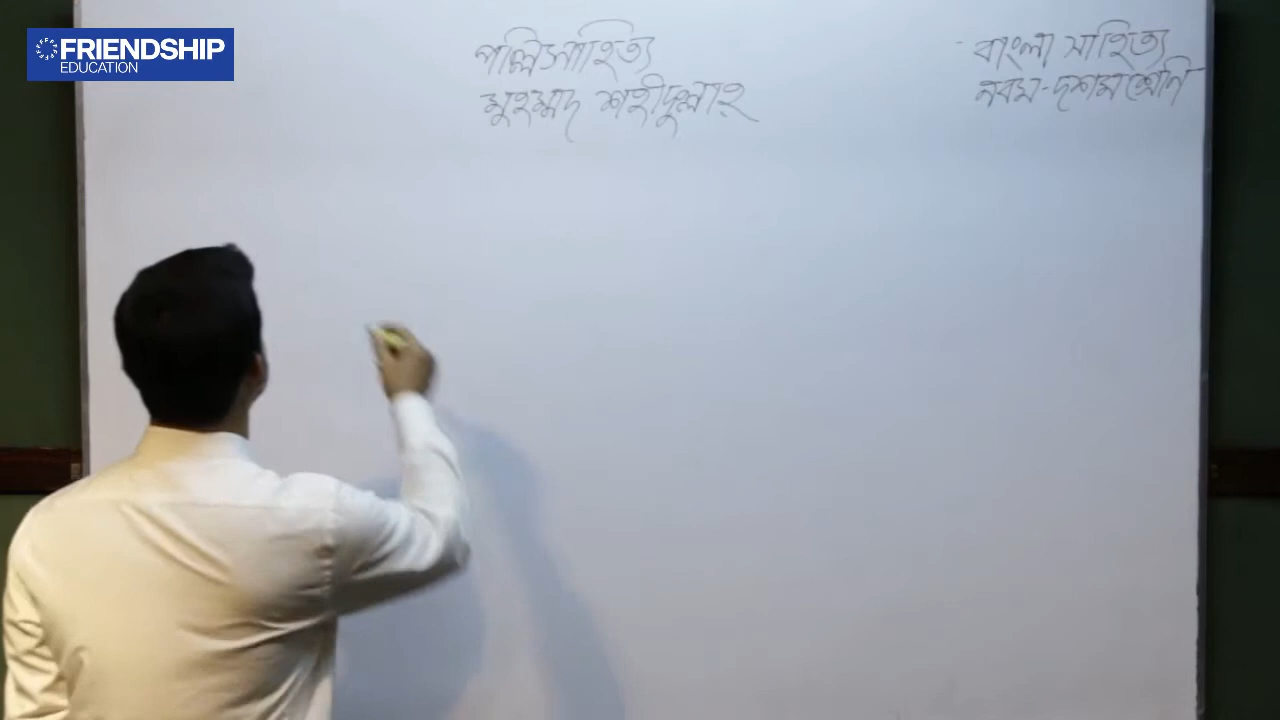 FRIENDSHIP
EDUCATION
পল্লিসাহিত্য
মুহম্মদ শহীদুল্লাহ্
বাংলা সাহিত্য
নবম-দশম শ্রেণি